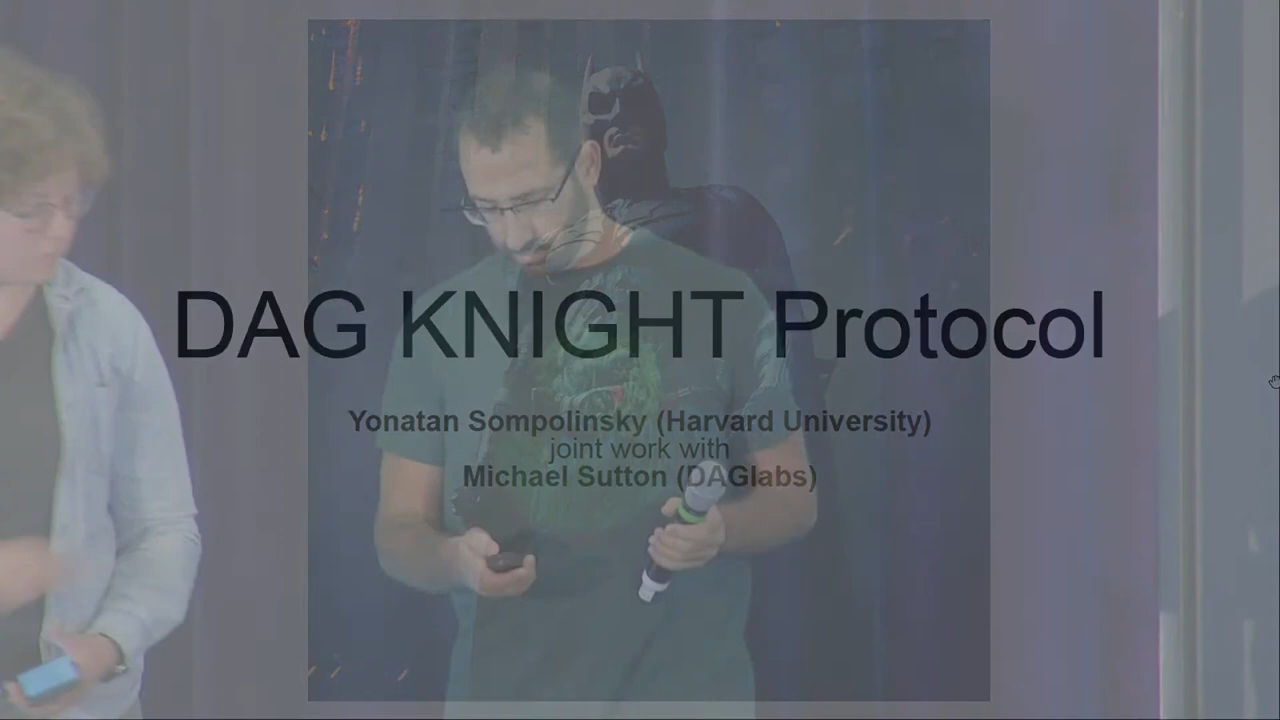 DAG KNIGHT Protocol
Yonatan Sompolinsky (Harvard University)
joint work with
Michael Sutton (DAGlabs)